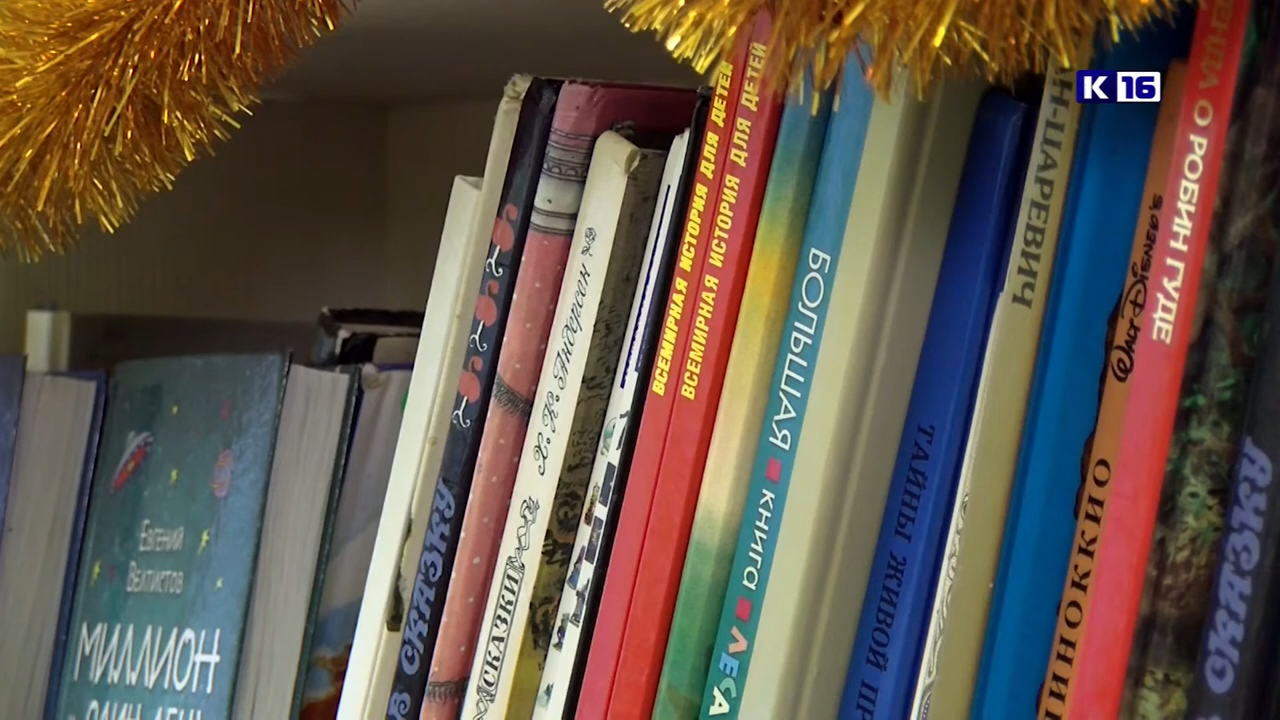 К 16
Евгений
Велтистов
МИЛЛИОН
СКАЗКИ
СКАЗКИ
Х. К. Андерсен
ВСЕМИРНАЯ ИСТОРИЯ ДЛЯ ДЕТЕЙ
ВСЕМИРНАЯ ИСТОРИЯ ДЛЯ ДЕТЕЙ
БОЛЬШАЯ КНИГА ЛЕСА
ТАЙНЫ ЖИВОЙ
Н-ЦАРЕВИЧ
WALT DISNEY
ПИНОККИО
О РОБИН ГУДЕ
СКАЗКИ